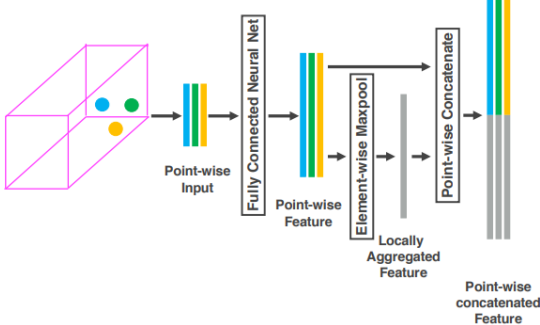 Point-wise
Input
Fully Connected Neural Net
Point-wise
Feature
Element-wise Maxpool
Locally
Aggregated
Feature
Point-wise Concatenate
Point-wise
concatenated
Feature